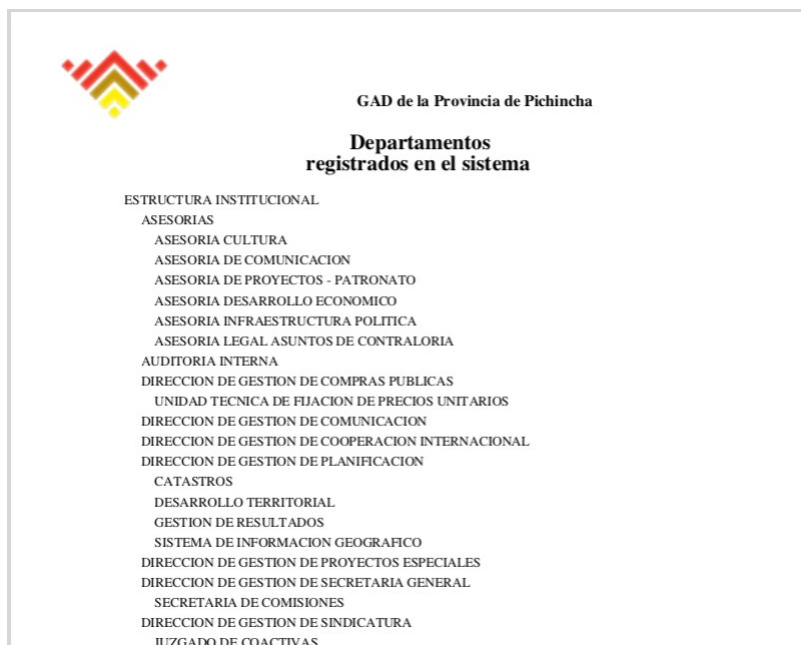 GAD de la Provincia de Pichincha
Departamentos
registrados en el sistema
ESTRUCTURA INSTITUCIONAL
ASESORIAS
ASESORIA CULTURA
ASESORIA DE COMUNICACION
ASESORIA DE PROYECTOS - PATRONATO
ASESORIA DESARROLLO ECONOMICO
ASESORIA INFRAESTRUCTURA POLITICA
ASESORIA LEGAL ASUNTOS DE CONTRALORIA
AUDITORIA INTERNA
DIRECCION DE GESTION DE COMPRAS PUBLICAS
UNIDAD TECNICA DE FIJACION DE PRECIOS UNITARIOS
DIRECCION DE GESTION DE COMUNICACION
DIRECCION DE GESTION DE COOPERACION INTERNACIONAL
DIRECCION DE GESTION DE PLANIFICACION
CATASTROS
DESARROLLO TERRITORIAL
GESTION DE RESULTADOS
SISTEMA DE INFORMACION GEOGRAFICO
DIRECCION DE GESTION DE PROYECTOS ESPECIALES
DIRECCION DE GESTION DE SECRETARIA GENERAL
SECRETARIA DE COMISIONES
DIRECCION DE GESTION DE SINDICATURA
JUZGADO DE COACTIVAS